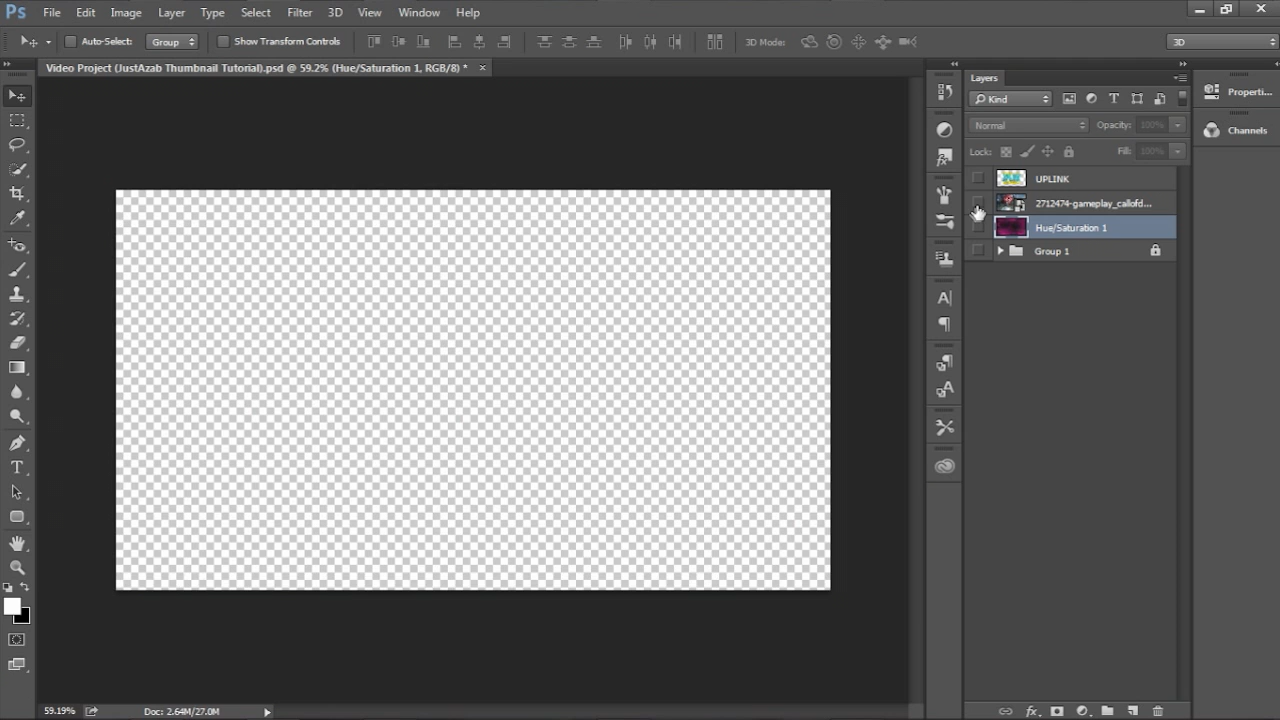 Ps File Edit Image Layer Type Select Filter 3D View Window Help
Auto-Select: Group Show Transform Controls 3D Mode: 3D
Video Project (JustAzab Thumbnail Tutorial).psd @ 59.2% (Hue/Saturation 1, RGB/8) *
Layers
Kind
Properti...
Normal Opacity: 100%
Channels
Lock: Fill: 100%
UPLINK
2712474-gameplay_callofd...
Hue/Saturation 1
Group 1
59.19% Doc: 2.64M/27.0M